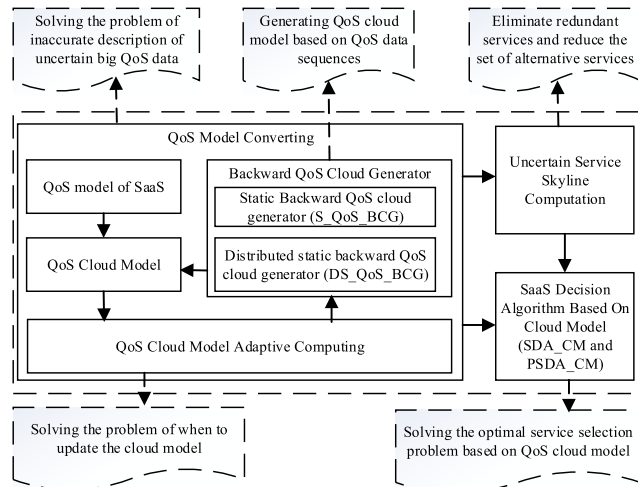 Solving the problem of
inaccurate description of
uncertain big QoS data
Generating QoS cloud
model based on QoS data
sequences
Eliminate redundant
services and reduce the
set of alternative services
QoS Model Converting
QoS model of SaaS
QoS Cloud Model
Backward QoS Cloud Generator
Static Backward QoS cloud
generator (S_QoS_BCG)
Distributed static backward QoS
cloud generator (DS_QoS_BCG)
QoS Cloud Model Adaptive Computing
Uncertain Service
Skyline
Computation
SaaS Decision
Algorithm Based On
Cloud Model
(SDA_CM and
PSDA_CM)
Solving the problem of when to
update the cloud model
Solving the optimal service selection
problem based on QoS cloud model